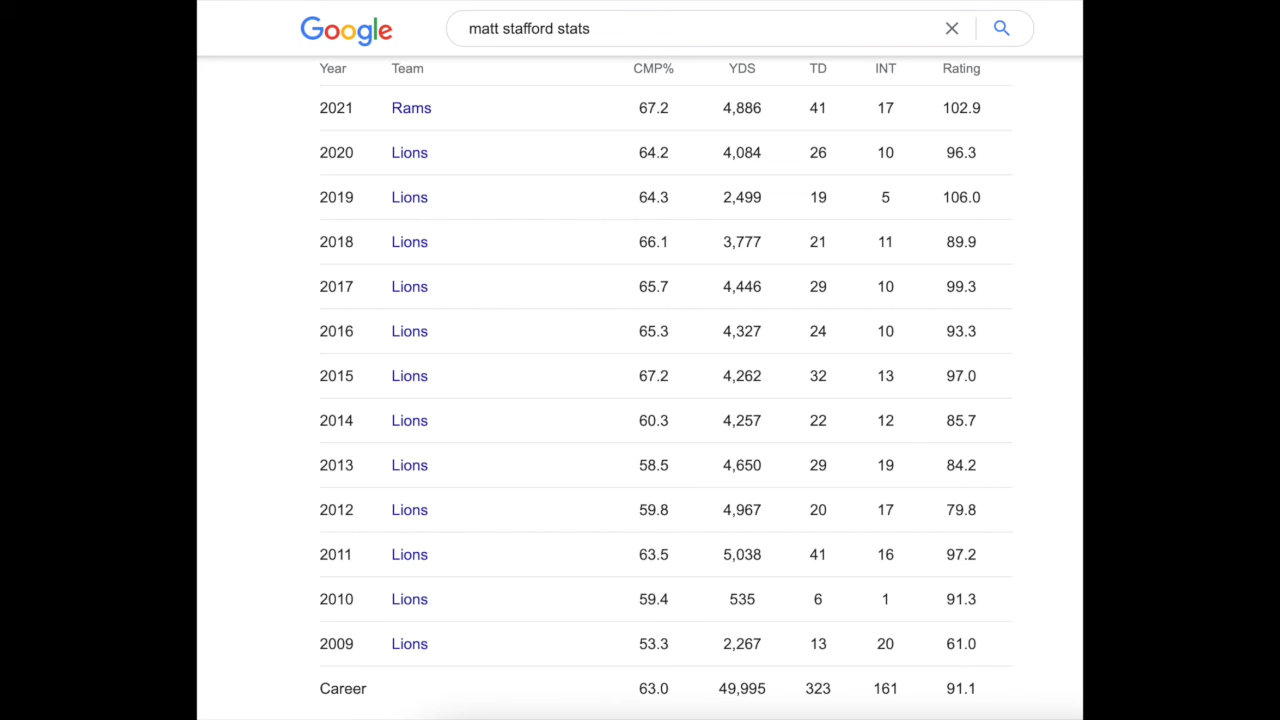 Google matt stafford stats
Year Team CMP% YDS TD INT Rating
2021 Rams 67.2 4,886 41 17 102.9
2020 Lions 64.2 4,084 26 10 96.3
2019 Lions 64.3 2,499 19 5 106.0
2018 Lions 66.1 3,777 21 11 89.9
2017 Lions 65.7 4,446 29 10 99.3
2016 Lions 65.3 4,327 24 10 93.3
2015 Lions 67.2 4,262 32 13 97.0
2014 Lions 60.3 4,257 22 12 85.7
2013 Lions 58.5 4,650 29 19 84.2
2012 Lions 59.8 4,967 20 17 79.8
2011 Lions 63.5 5,038 41 16 97.2
2010 Lions 59.4 535 6 1 91.3
2009 Lions 53.3 2,267 13 20 61.0
Career 63.0 49,995 323 161 91.1